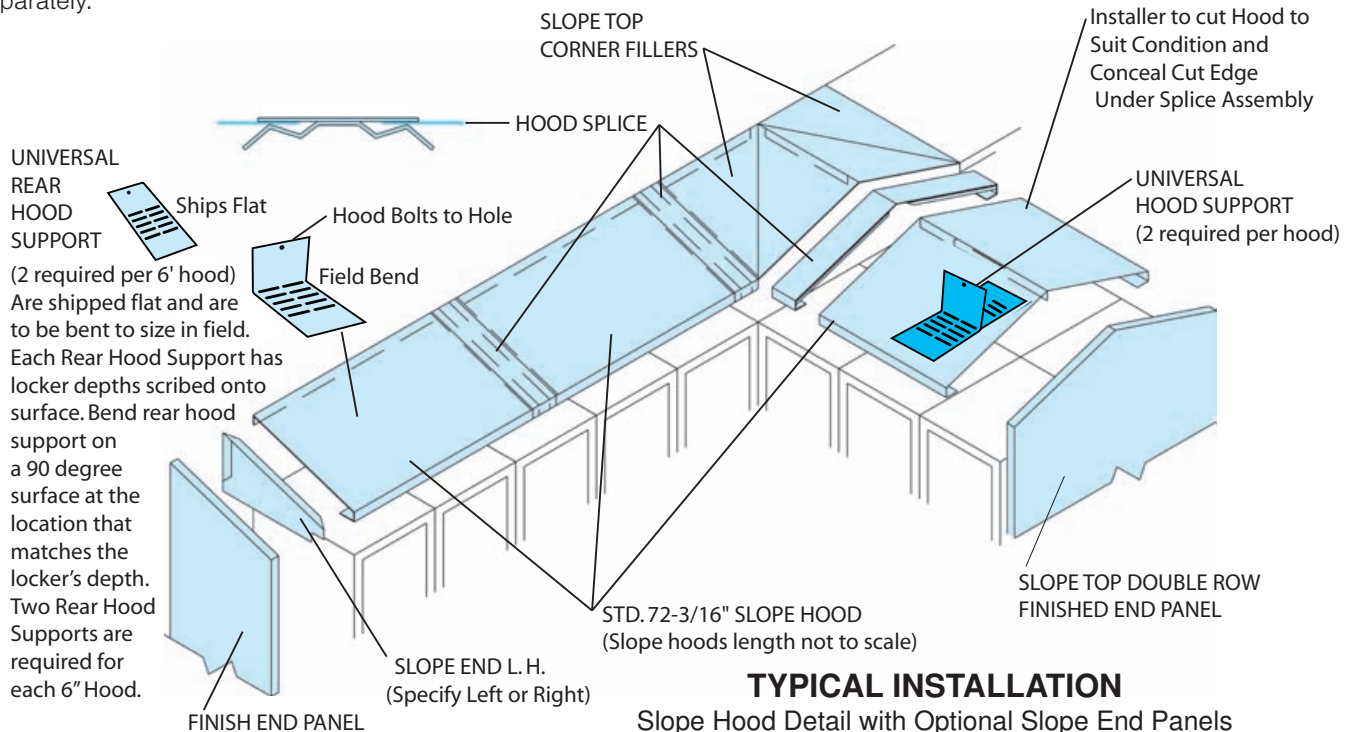 SLOPE TOP
CORNER FILLERS
Installer to cut Hood to
Suit Condition and
Conceal Cut Edge
Under Splice Assembly
HOOD SPLICE
UNIVERSAL
REAR
HOOD
SUPPORT
Ships Flat
Hood Bolts to Hole
Field Bend
(2 required per 6' hood)
Are shipped flat and are
to be bent to size in field.
Each Rear Hood Support has
locker depths scribed onto
surface. Bend rear hood
support on
a 90 degree
surface at the
location that
matches the
locker's depth.
Two Rear Hood
Supports are
required for
each 6" Hood.
UNIVERSAL
HOOD SUPPORT
(2 required per hood)
SLOPE TOP DOUBLE ROW
FINISHED END PANEL
STD. 72-3/16" SLOPE HOOD
(Slope hoods length not to scale)
SLOPE END L.H.
(Specify Left or Right)
FINISH END PANEL
TYPICAL INSTALLATION
Slope Hood Detail with Optional Slope End Panels